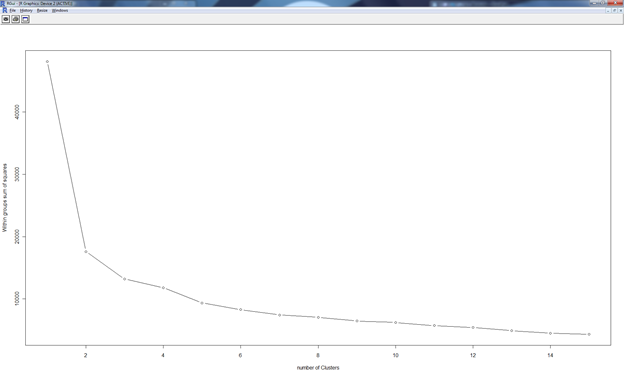 RGui - [R Graphics: Device 2 (ACTIVE)]
R File History Resize Windows
40000
30000
20000
10000
Within groups sum of squares
2 4 6 8 10 12 14
number of Clusters